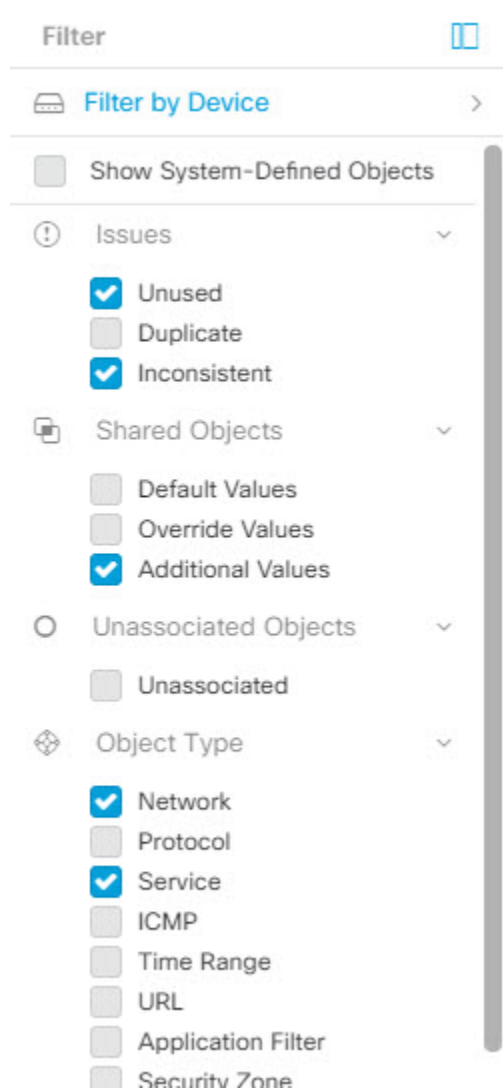 Filter
Filter by Device
Show System-Defined Objects
Issues
Unused
Duplicate
Inconsistent
Shared Objects
Default Values
Override Values
Additional Values
Unassociated Objects
Unassociated
Object Type
Network
Protocol
Service
ICMP
Time Range
URL
Application Filter
Security Zone